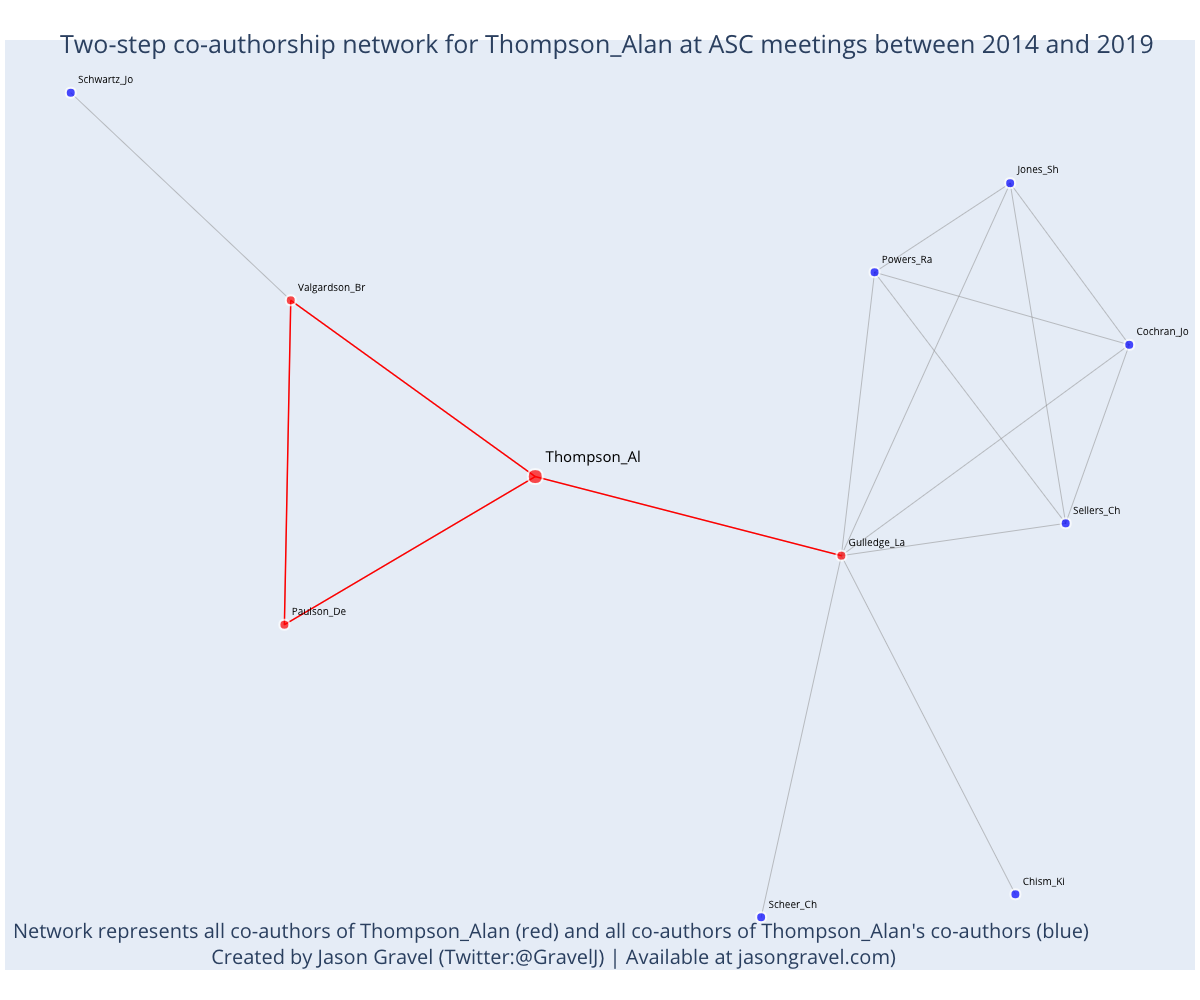 Two-step co-authorship network for Thompson_Alan at ASC meetings between 2014 and 2019
Schwartz_Jo
Jones_Sh
Powers_Ra
Valgardson_Br
Cochran_Jo
Thompson_Al
Sellers_Ch
Gulledge_La
Paulson_De
Chism_Ki
Scheer_Ch
Network represents all co-authors of Thompson_Alan (red) and all co-authors of Thompson_Alan's co-authors (blue)
Created by Jason Gravel (Twitter:@GravelJ) | Available at jasongravel.com)